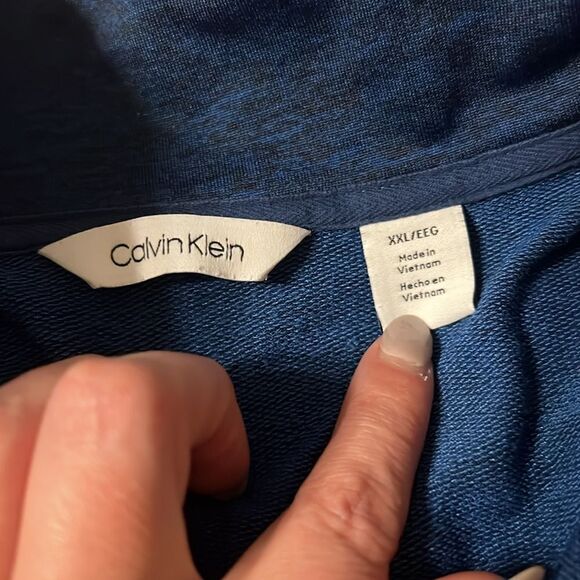 Calvin Klein
XXL/EEG
Made in
Vietnam
Hecho en
Vietnam